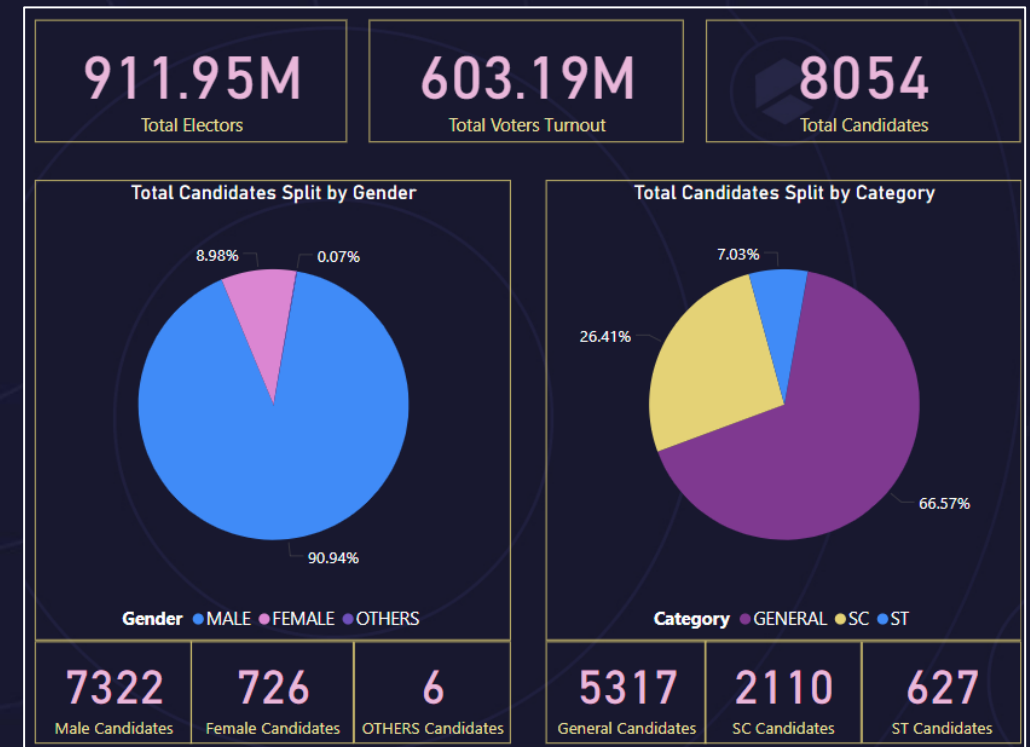 911.95M
Total Electors
603.19M
Total Voters Turnout
8054
Total Candidates
Total Candidates Split by Gender
8.98%
0.07%
90.94%
Gender MALE FEMALE OTHERS
7322
Male Candidates
726
Female Candidates
6
OTHERS Candidates
Total Candidates Split by Category
7.03%
26.41%
66.57%
Category GENERAL SC ST
5317
General Candidates
2110
SC Candidates
627
ST Candidates